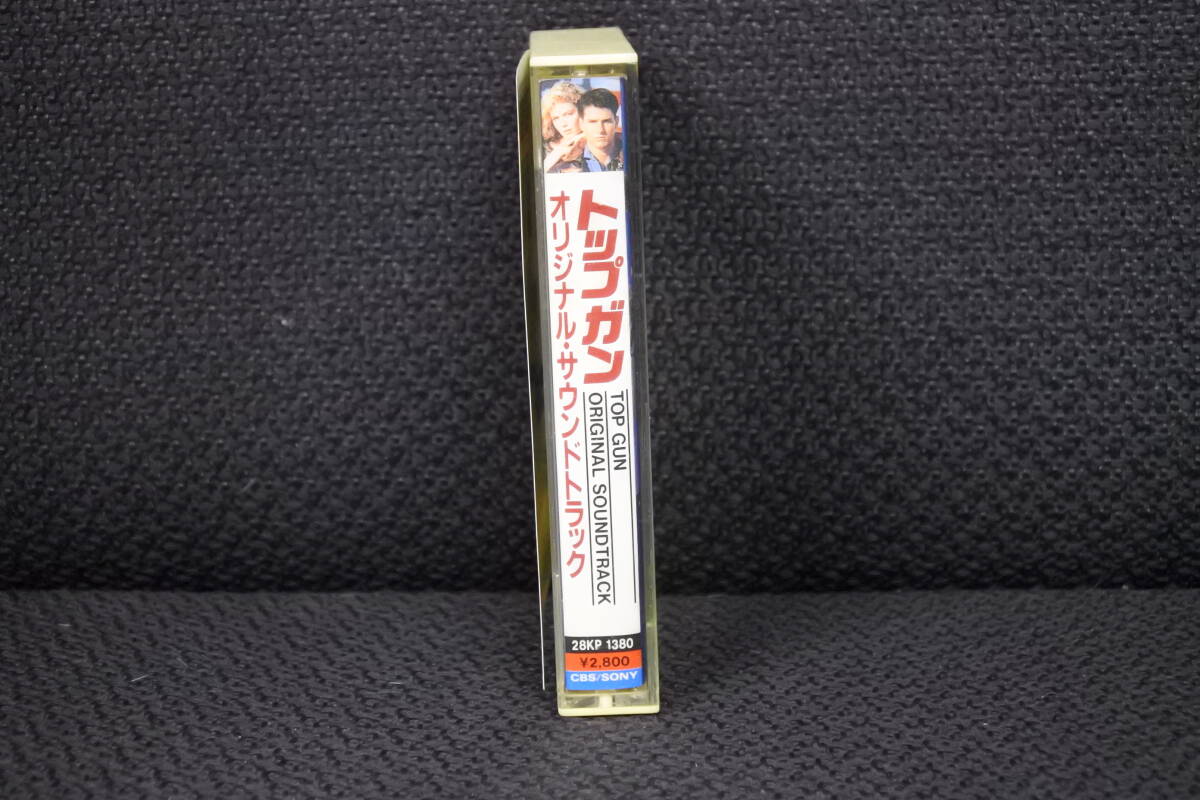 トップガン
オリジナル・サウンドトラック
TOP GUN
ORIGINAL SOUNDTRACK
28KP 1380
¥2,800
CBS/SONY